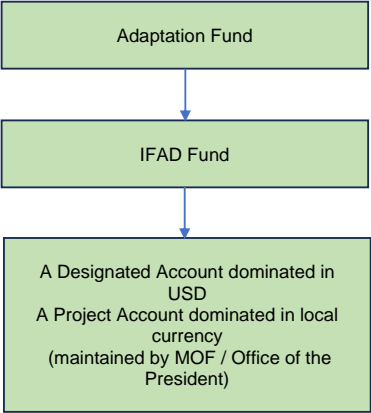 Adaptation Fund
IFAD Fund
A Designated Account dominated in
USD
A Project Account dominated in local
currency
(maintained by MOF / Office of the
President)